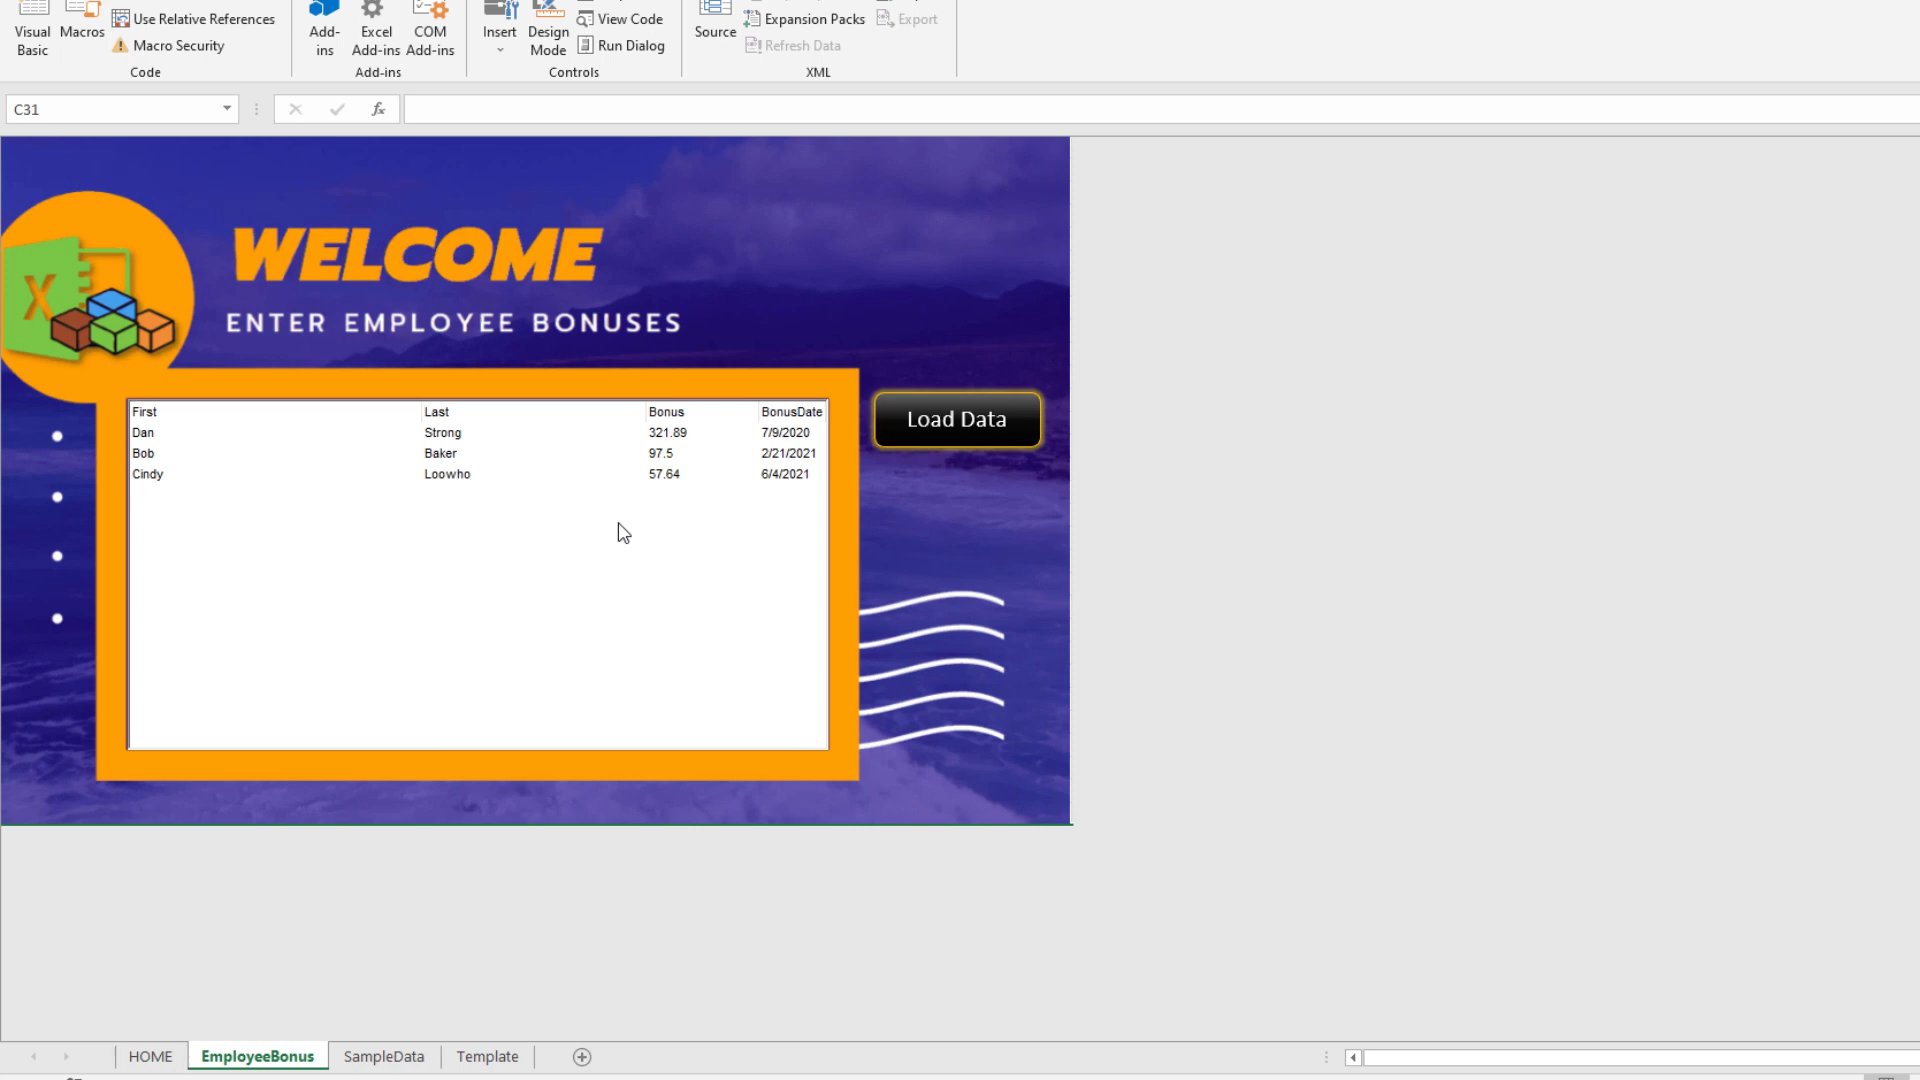 Use Relative References View Code Expansion Packs Export
Visual Basic Macros Macro Security Add-ins Excel Add-ins COM Add-ins Insert Design Mode Run Dialog Source Refresh Data
Code Add-ins Controls XML
C31 fx
WELCOME
ENTER EMPLOYEE BONUSES
Load Data
First Last Bonus BonusDate
Dan Strong 321.89 7/9/2020
Bob Baker 97.5 2/21/2021
Cindy Loowho 57.64 6/4/2021
HOME EmployeeBonus SampleData Template